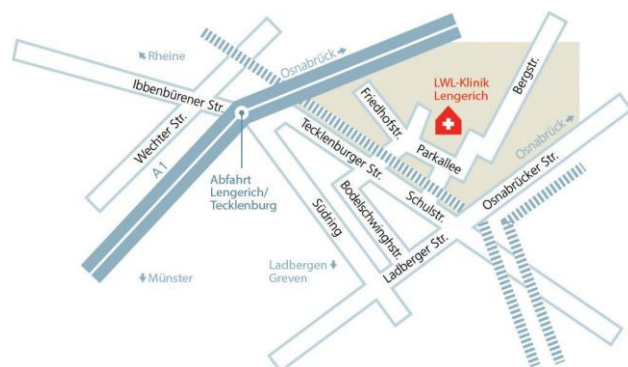 Rheine
Osnabrück
Ibbenbürener Str.
Wechter Str.
A1
Abfahrt
Lengerich/
Tecklenburg
Münster
Ladbergen
Greven
Südring
Tecklenburger Str.
Bodelschwinghstr.
Schulstr.
Ladberger Str.
Friedhofstr.
Parkallee
LWL-Klinik
Lengerich
Bergstr.
Osnabrück
Osnabrücker Str.